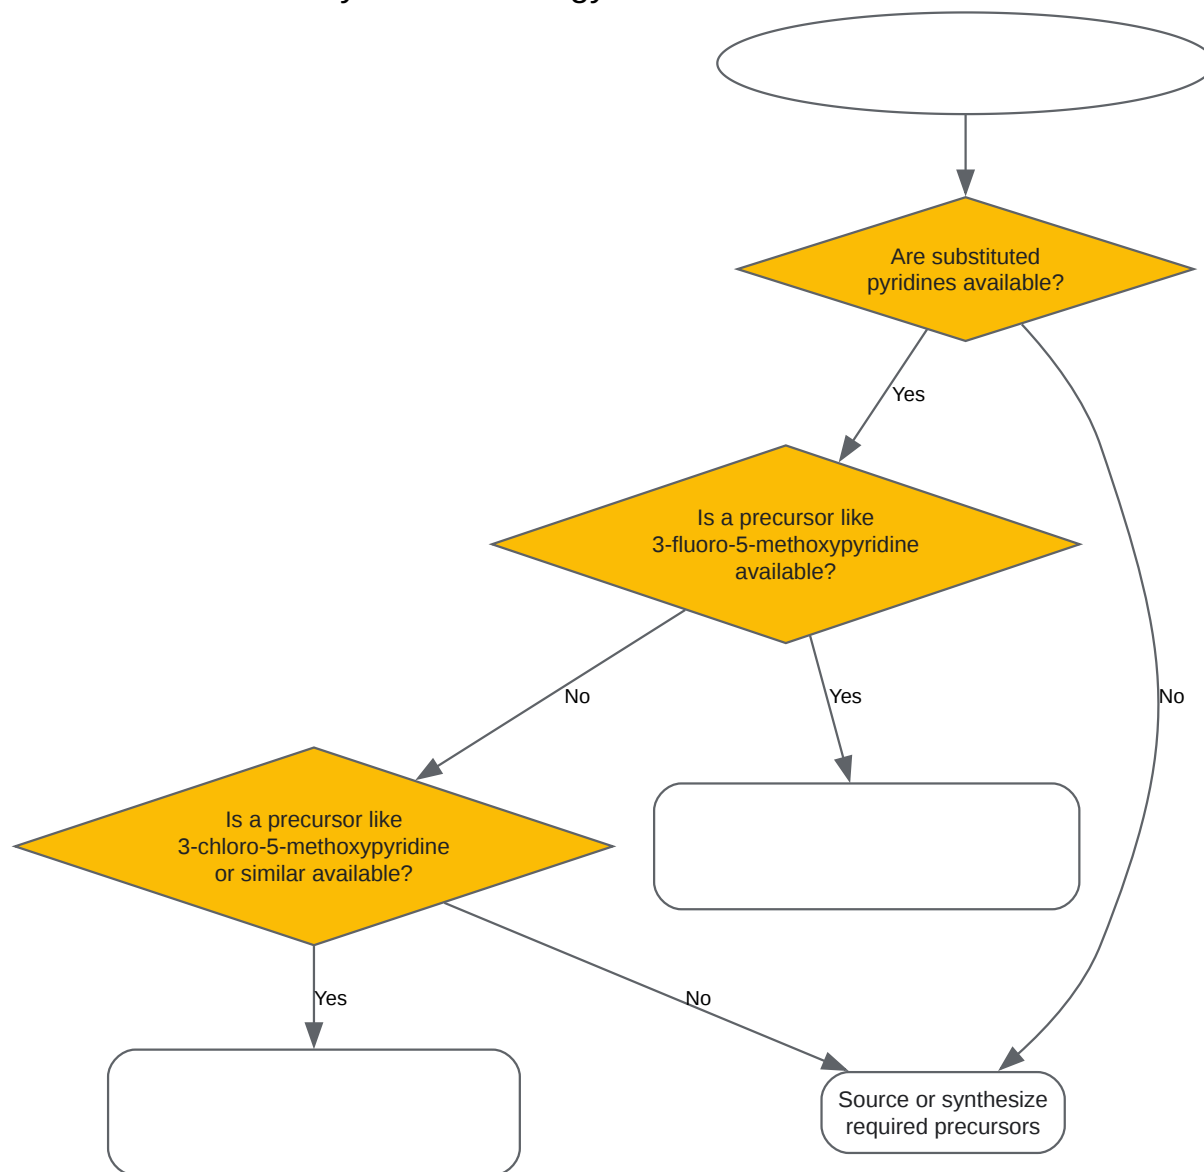 Are substituted
pyridines available?
Yes
Is a precursor like
3-fluoro-5-methoxypyridine
available?
No
Yes
No
Is a precursor like
3-chloro-5-methoxypyridine
or similar available?
Yes
No
Source or synthesize
required precursors